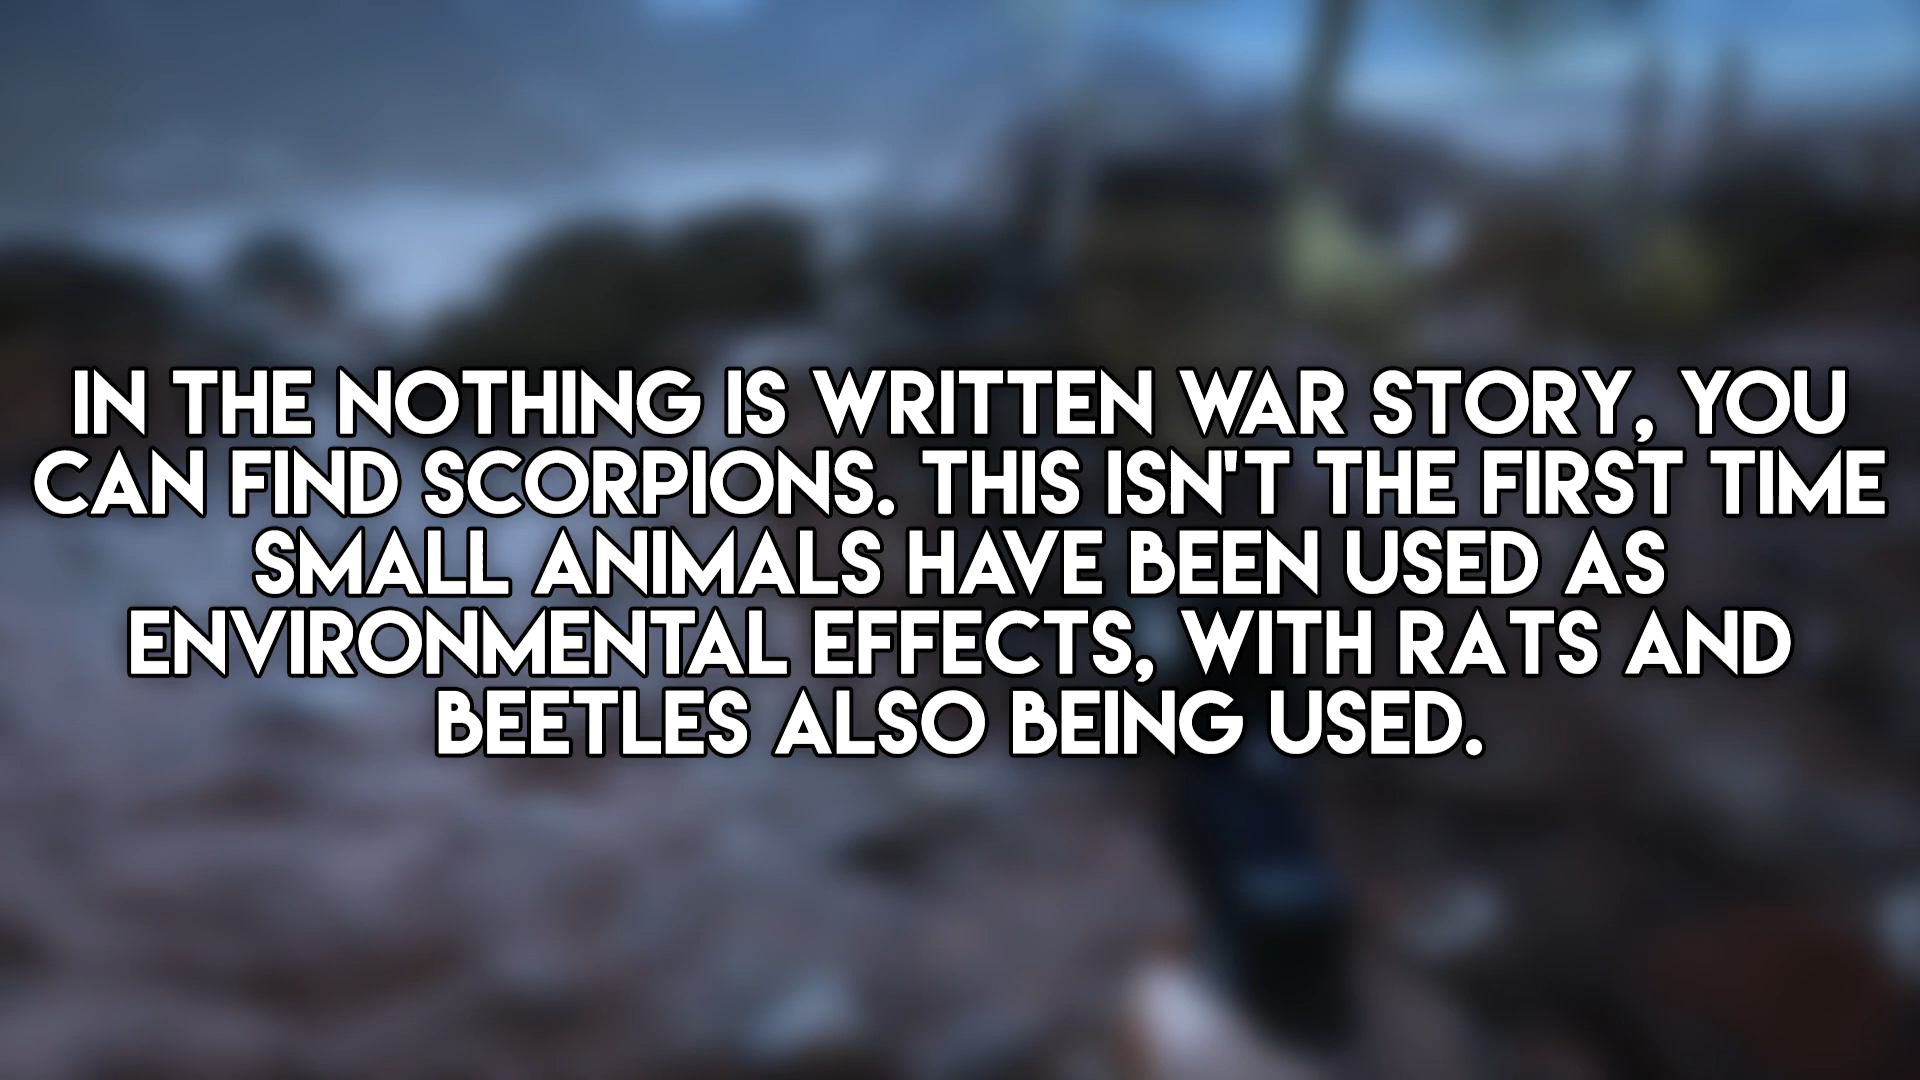 IN THE NOTHING IS WRITTEN WAR STORY, YOU
CAN FIND SCORPIONS. THIS ISN'T THE FIRST TIME
SMALL ANIMALS HAVE BEEN USED AS
ENVIRONMENTAL EFFECTS, WITH RATS AND
BEETLES ALSO BEING USED.